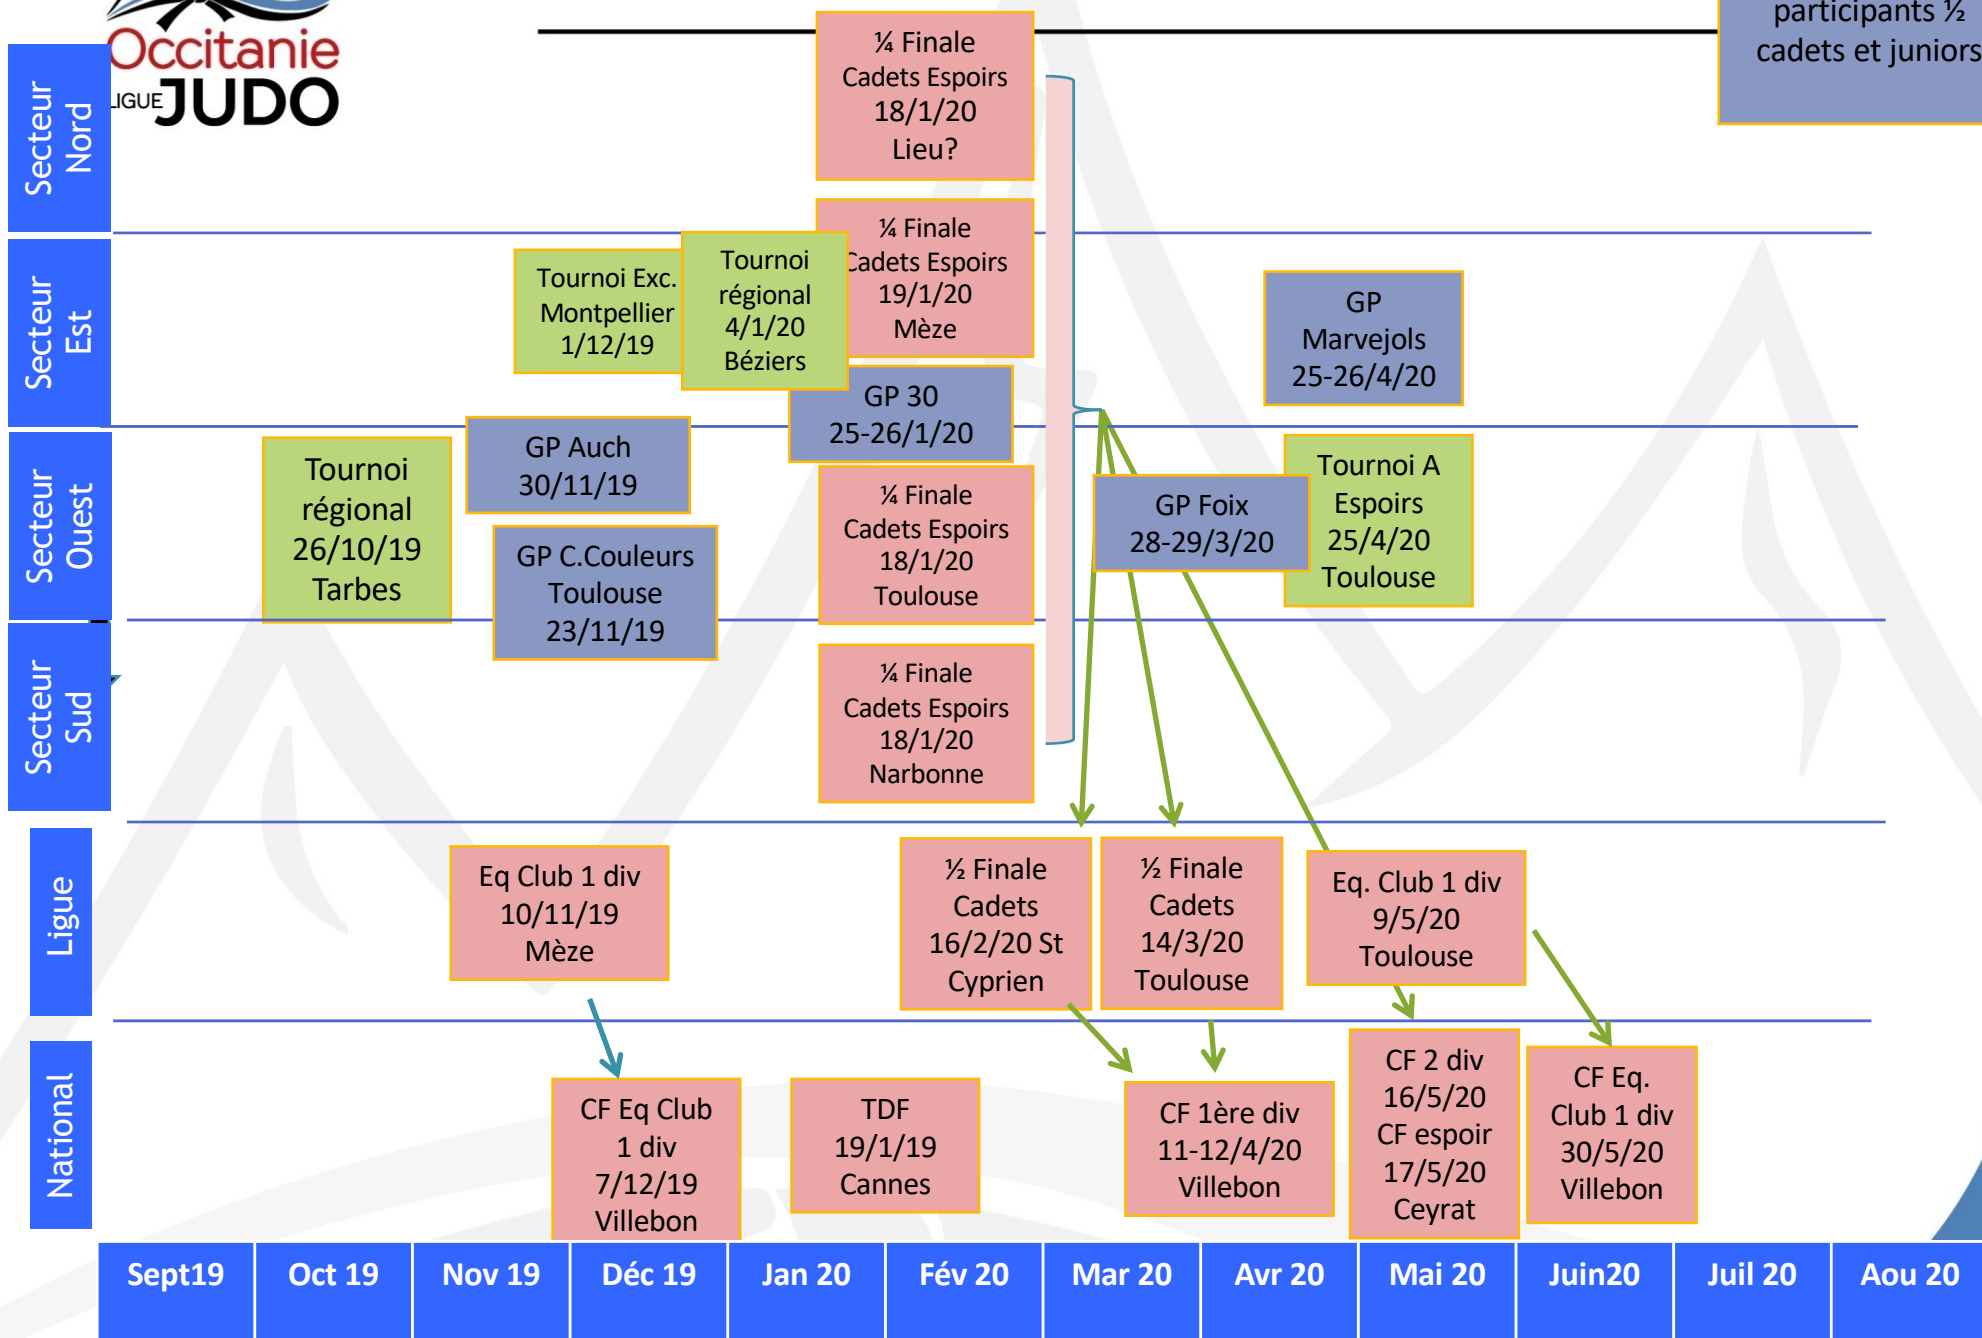 Occitanie
LIGUE JUDO
participants ½
cadets et juniors
Secteur
Nord
¼ Finale
Cadets Espoirs
18/1/20
Lieu?
Secteur
Est
Tournoi Exc.
Montpellier
1/12/19
Tournoi
régional
4/1/20
Béziers
¼ Finale
Cadets Espoirs
19/1/20
Mèze
GP 30
25-26/1/20
GP
Marvejols
25-26/4/20
Secteur
Ouest
Tournoi
régional
26/10/19
Tarbes
GP Auch
30/11/19
GP C.Couleurs
Toulouse
23/11/19
¼ Finale
Cadets Espoirs
18/1/20
Toulouse
GP Foix
28-29/3/20
Tournoi A
Espoirs
25/4/20
Toulouse
Secteur
Sud
¼ Finale
Cadets Espoirs
18/1/20
Narbonne
Ligue
Eq Club 1 div
10/11/19
Mèze
½ Finale
Cadets
16/2/20 St
Cyprien
½ Finale
Cadets
14/3/20
Toulouse
Eq. Club 1 div
9/5/20
Toulouse
National
CF Eq Club
1 div
7/12/19
Villebon
TDF
19/1/19
Cannes
CF 1ère div
11-12/4/20
Villebon
CF 2 div
16/5/20
CF espoir
17/5/20
Ceyrat
CF Eq.
Club 1 div
30/5/20
Villebon
Sept19 Oct 19 Nov 19 Déc 19 Jan 20 Fév 20 Mar 20 Avr 20 Mai 20 Juin20 Juil 20 Aou 20